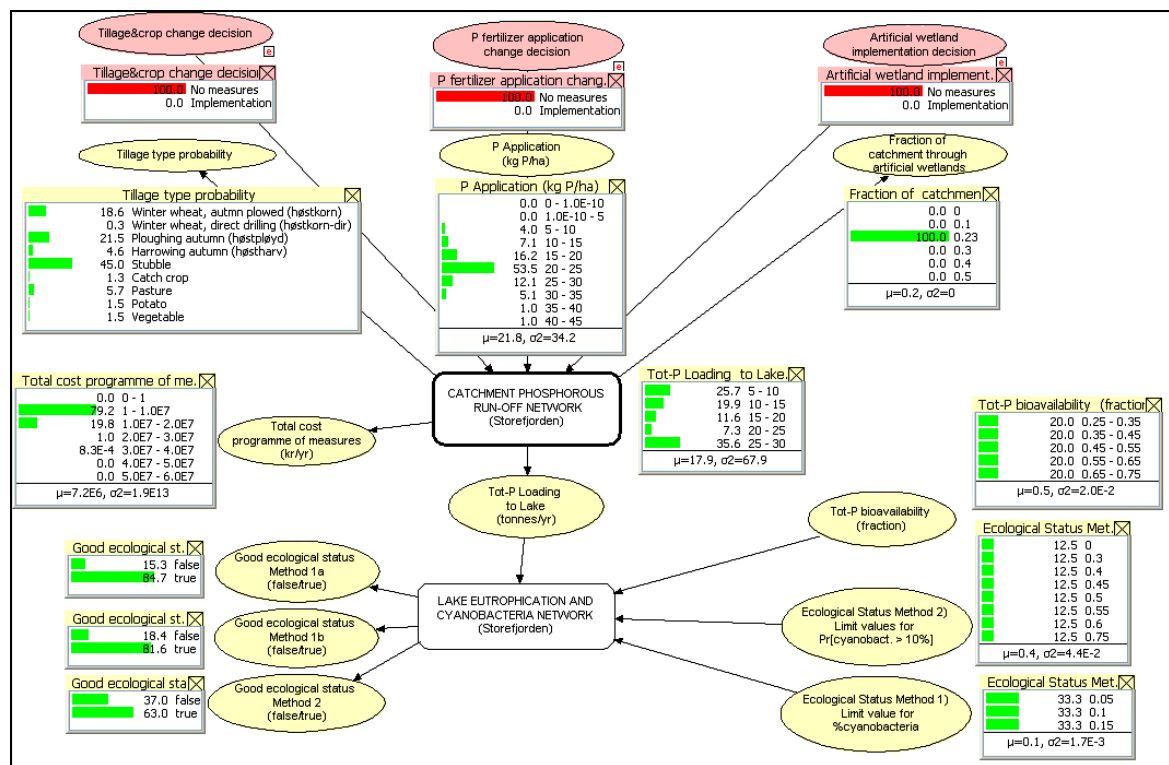 Tillage&crop change decision
e
Tillage&crop change decision
100.0 No measures
0.0 Implementation
P fertilizer application
change decision
e
P fertilizer application chang.
100.0 No measures
0.0 Implementation
Artificial wetland
implementation decision
e
Artificial wetland implement.
100.0 No measures
0.0 Implementation
Tillage type probability
P Application
(kg P/ha)
Fraction of
catchment through
artificial wetlands
Tillage type probability
18.6 Winter wheat, autmn plowed (høstkorn)
0.3 Winter wheat, direct drilling (høstkorn-dir)
21.5 Ploughing autumn (høstpløyd)
4.6 Harrowing autumn (høstharv)
45.0 Stubble
1.3 Catch crop
5.7 Pasture
1.5 Potato
1.5 Vegetable
P Application (kg P/ha)
0.0 0 - 1.0E-10
0.0 1.0E-10 - 5
4.0 5 - 10
7.1 10 - 15
16.2 15 - 20
53.5 20 - 25
12.1 25 - 30
5.1 30 - 35
1.0 35 - 40
1.0 40 - 45
μ=21.8, σ2=34.2
Fraction of catchmen
0.0 0
0.0 0.1
100.0 0.23
0.0 0.3
0.0 0.4
0.0 0.5
μ=0.2, σ2=0
Total cost programme of me..
0.0 0 - 1
79.2 1 - 1.0E7
19.8 1.0E7 - 2.0E7
1.0 2.0E7 - 3.0E7
8.3E-4 3.0E7 - 4.0E7
0.0 4.0E7 - 5.0E7
0.0 5.0E7 - 6.0E7
μ=7.2E6, σ2=1.9E13
Total cost
programme of measures
(kr/yr)
CATCHMENT PHOSPHOROUS
RUN-OFF NETWORK
(Storefjorden)
Tot-P Loading to Lake.
25.7 5 - 10
19.9 10 - 15
11.6 15 - 20
7.3 20 - 25
35.6 25 - 30
μ=17.9, σ2=67.9
Tot-P bioavailability (fraction
20.0 0.25 - 0.35
20.0 0.35 - 0.45
20.0 0.45 - 0.55
20.0 0.55 - 0.65
20.0 0.65 - 0.75
μ=0.5, σ2=2.0E-2
Tot-P Loading
to Lake
(tonnes/yr)
Tot-P bioavailability
(fraction)
Good ecological st.
15.3 false
84.7 true
Good ecological status
Method 1a
(false/true)
Good ecological st.
18.4 false
81.6 true
Good ecological status
Method 1b
(false/true)
Good ecological sta
37.0 false
63.0 true
Good ecological status
Method 2
(false/true)
LAKE EUTROPHICATION AND
CYANOBACTERIA NETWORK
(Storefjorden)
Ecological Status Method 2)
Limit values for
Pr[cyanobact. > 10%]
Ecological Status Met.
12.5 0
12.5 0.3
12.5 0.4
12.5 0.45
12.5 0.5
12.5 0.55
12.5 0.6
12.5 0.75
μ=0.4, σ2=4.4E-2
Ecological Status Method 1)
Limit value for
%cyanobacteria
Ecological Status Met.
33.3 0.05
33.3 0.1
33.3 0.15
μ=0.1, σ2=1.7E-3